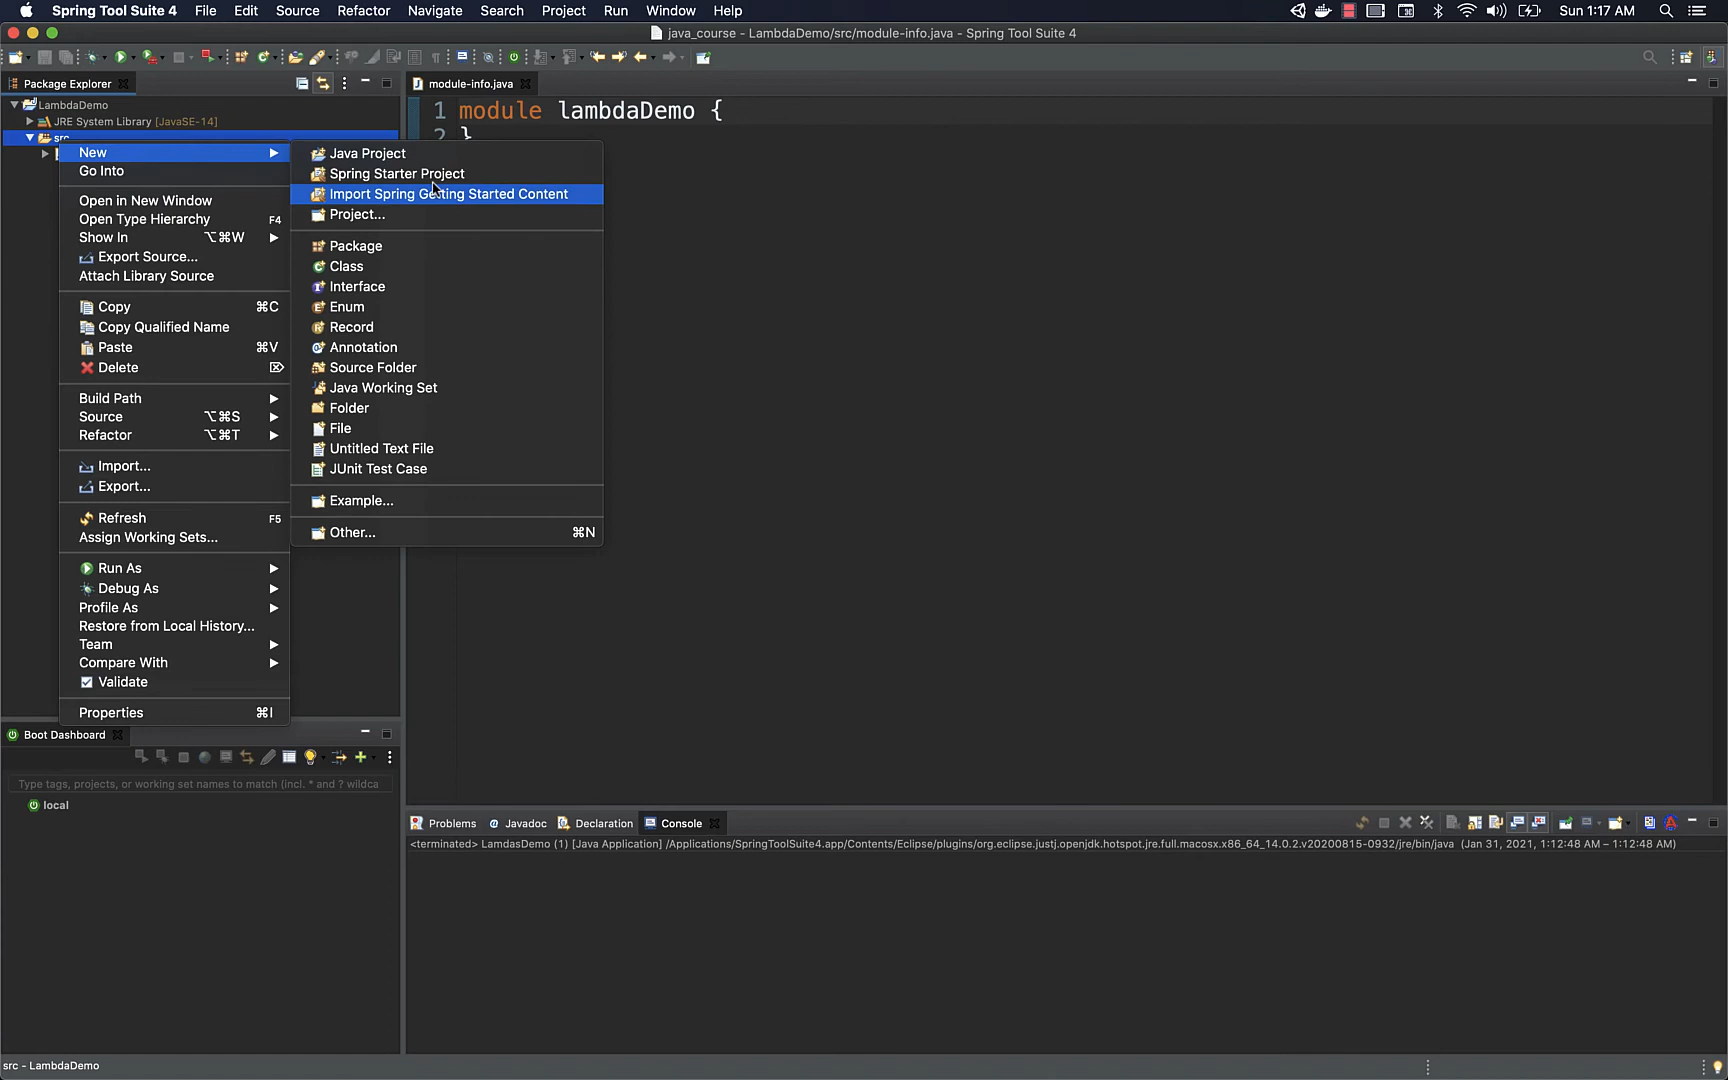 Spring Tool Suite 4 File Edit Source Refactor Navigate Search Project Run Window Help Sun 1:17 AM
java_course - LambdaDemo/src/module-info.java - Spring Tool Suite 4
Package Explorer
module-info.java
LambdaDemo
JRE System Library [JavaSE-14]
src
1 module lambdaDemo {
2 }
New
Go Into
Open in New Window
Open Type Hierarchy F4
Show In ⌥⌘W
Export Source...
Attach Library Source
Copy ⌘C
Copy Qualified Name
Paste ⌘V
Delete ⌦
Build Path
Source ⌥⌘S
Refactor ⌥⌘T
Import...
Export...
Refresh F5
Assign Working Sets...
Run As
Debug As
Profile As
Restore from Local History...
Team
Compare With
Validate
Properties ⌘I
Java Project
Spring Starter Project
Import Spring Getting Started Content
Project...
Package
Class
Interface
Enum
Record
Annotation
Source Folder
Java Working Set
Folder
File
Untitled Text File
JUnit Test Case
Example...
Other... ⌘N
Boot Dashboard
Type tags, projects, or working set names to match (incl. * and ? wildca
local
Problems Javadoc Declaration Console
<terminated> LamdasDemo (1) [Java Application] /Applications/SpringToolSuite4.app/Contents/Eclipse/plugins/org.eclipse.justj.openjdk.hotspot.jre.full.macosx.x86_64_14.0.2.v20200815-0932/jre/bin/java (Jan 31, 2021, 1:12:48 AM – 1:12:48 AM)
src - LambdaDemo